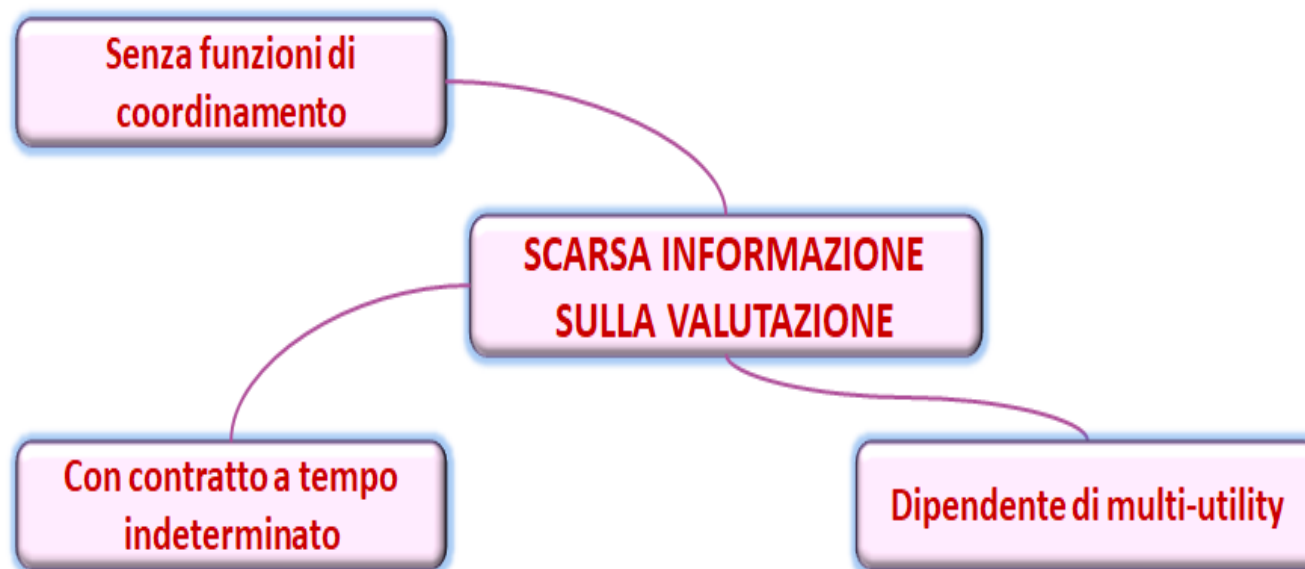 Senza funzioni di
coordinamento
SCARSA INFORMAZIONE
SULLA VALUTAZIONE
Con contratto a tempo
indeterminato
Dipendente di multi-utility